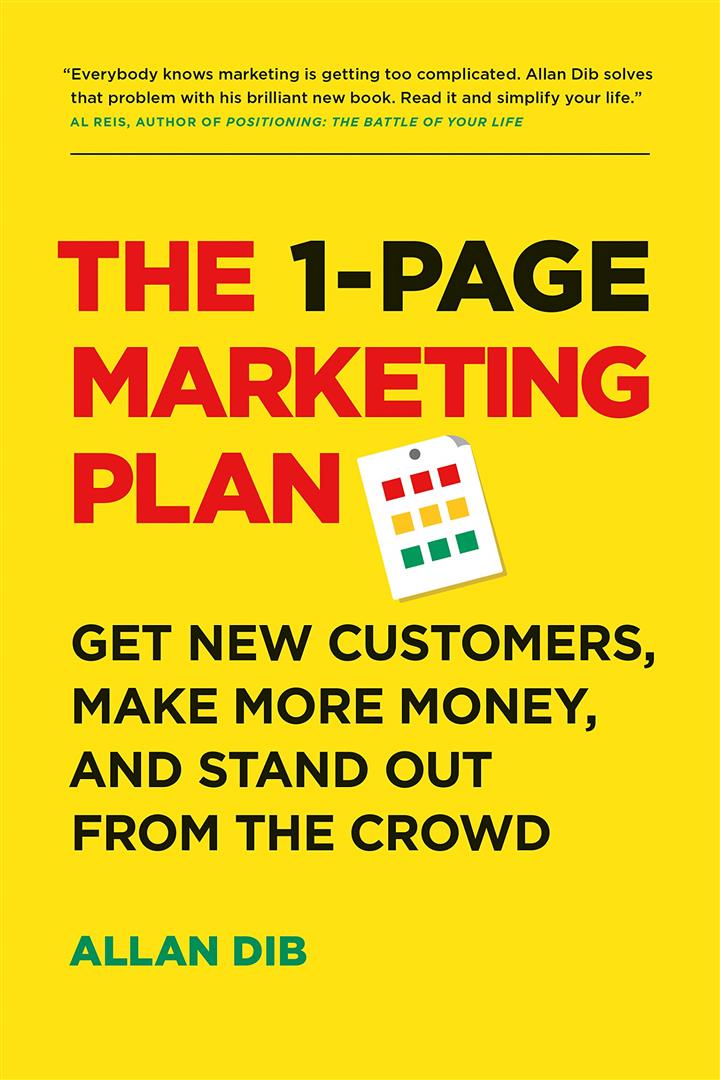 “Everybody knows marketing is getting too complicated. Allan Dib solves
that problem with his brilliant new book. Read it and simplify your life.”
AL REIS, AUTHOR OF POSITIONING: THE BATTLE OF YOUR LIFE
THE 1-PAGE
MARKETING
PLAN
GET NEW CUSTOMERS,
MAKE MORE MONEY,
AND STAND OUT
FROM THE CROWD
ALLAN DIB